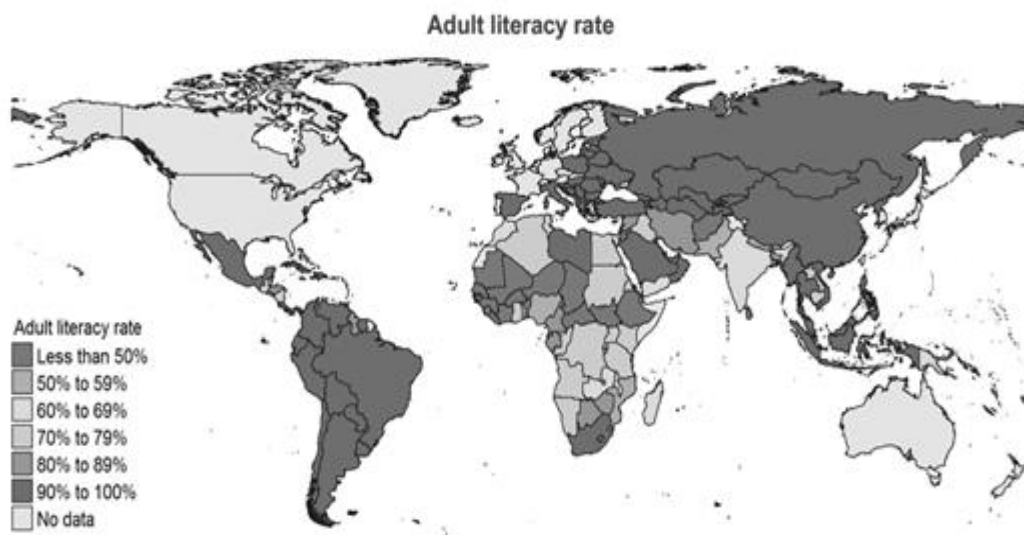 Adult literacy rate
Adult literacy rate
Less than 50%
50% to 59%
60% to 69%
70% to 79%
80% to 89%
90% to 100%
No data